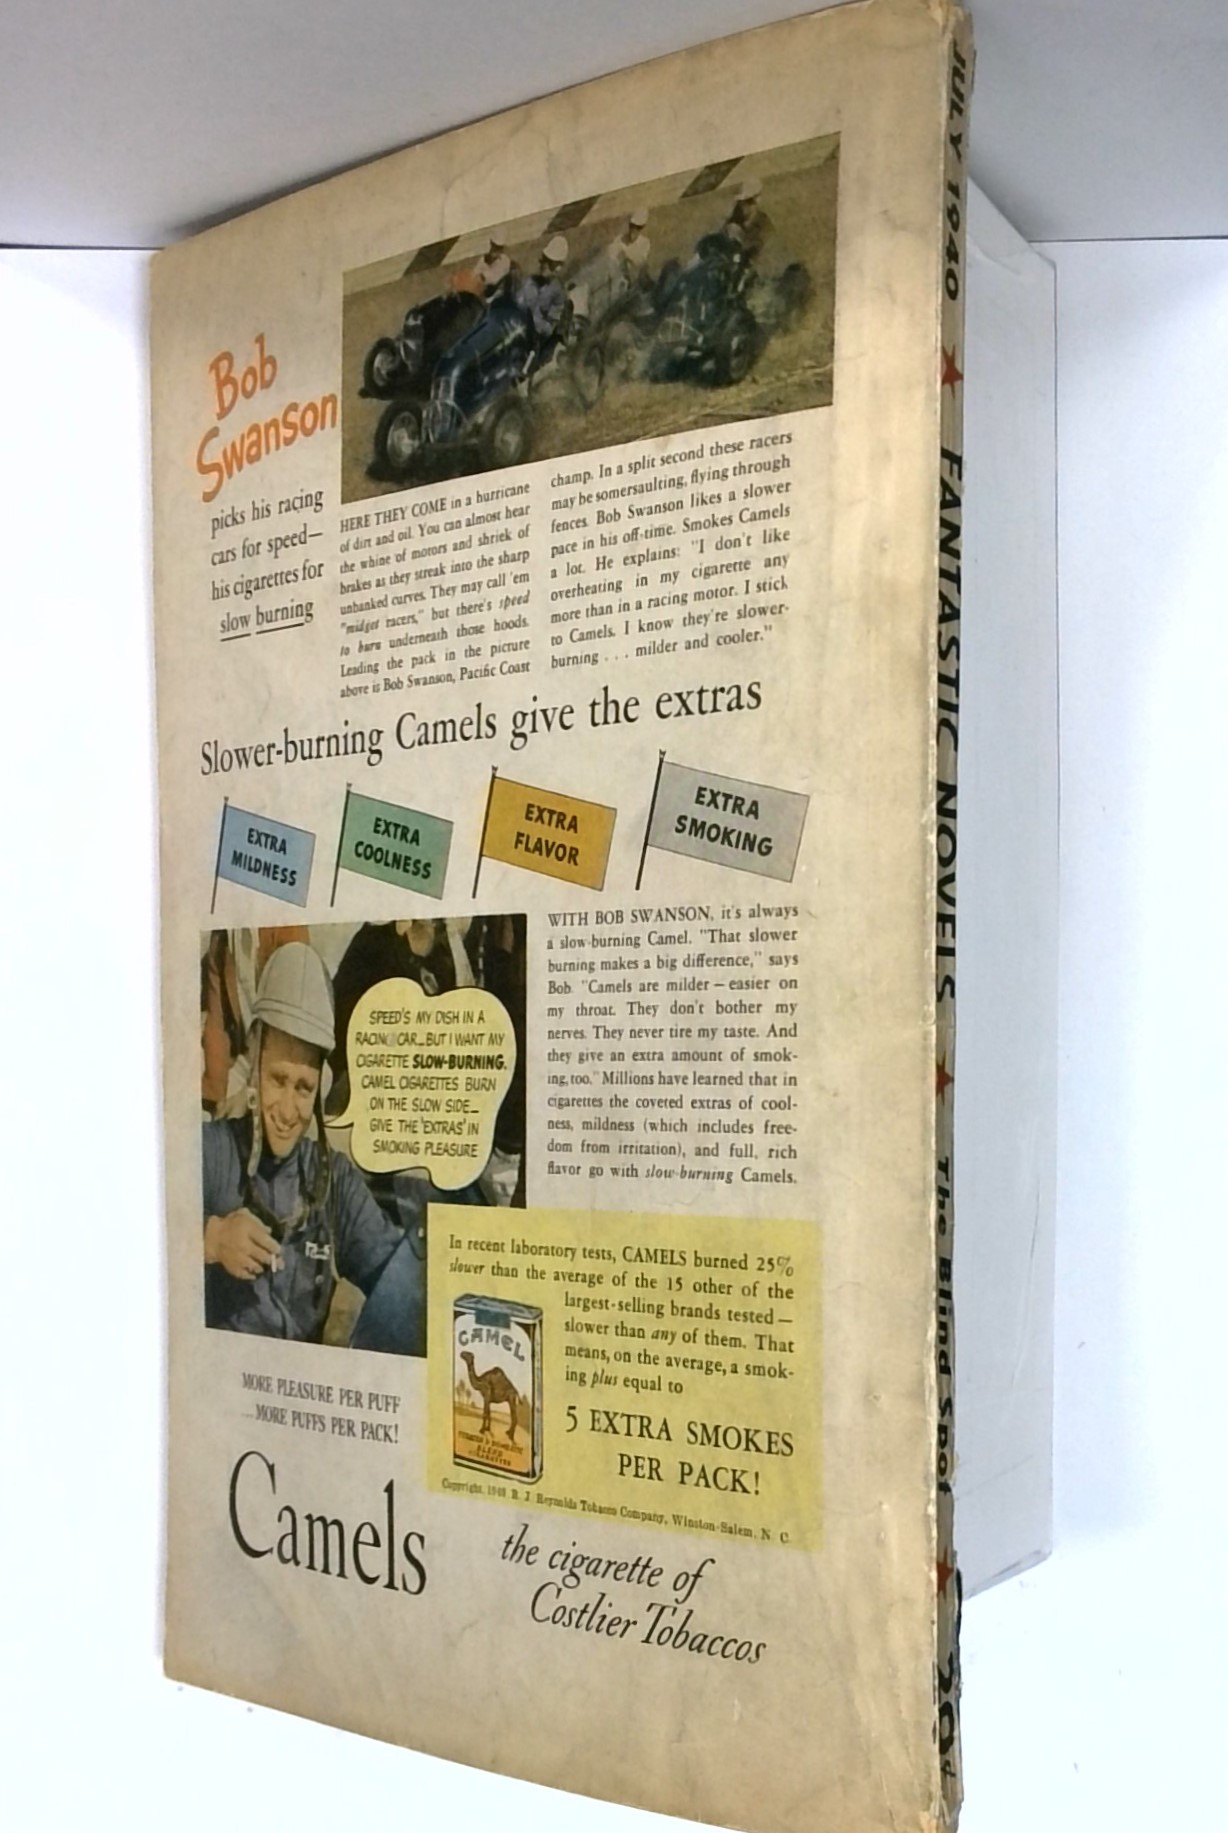 Bob
Swanson
picks his racing
cars for speed—
his cigarettes for
slow burning
HERE THEY COME in a hurricane
of dirt and oil. You can almost hear
the whine of motors and shriek of
brakes as they streak into the sharp
unbanked curves. They may call 'em
"midget racers," but there's speed
to burn underneath those hoods.
Leading the pack in the picture
above is Bob Swanson, Pacific Coast
champ. In a split second these racers
may be somersaulting, flying through
fences. Bob Swanson likes a slower
pace in his off-time. Smokes Camels
a lot. He explains: "I don't like
overheating in my cigarette any
more than in a racing motor. I stick
to Camels. I know they're slower-
burning . . . milder and cooler."
Slower-burning Camels give the extras
EXTRA
MILDNESS
EXTRA
COOLNESS
EXTRA
FLAVOR
EXTRA
SMOKING
SPEED'S MY DISH IN A
RACING CAR—BUT I WANT MY
CIGARETTE SLOW-BURNING.
CAMEL CIGARETTES BURN
ON THE SLOW SIDE—
GIVE THE 'EXTRAS' IN
SMOKING PLEASURE
WITH BOB SWANSON, it's always
a slow-burning Camel. "That slower
burning makes a big difference," says
Bob. "Camels are milder — easier on
my throat. They don't bother my
nerves. They never tire my taste. And
they give an extra amount of smok-
ing, too." Millions have learned that in
cigarettes the coveted extras of cool-
ness, mildness (which includes free-
dom from irritation), and full, rich
flavor go with slow-burning Camels.
In recent laboratory tests, CAMELS burned 25%
slower than the average of the 15 other of the
largest-selling brands tested —
slower than any of them. That
means, on the average, a smok-
ing plus equal to
5 EXTRA SMOKES
PER PACK!
CAMEL
TURKISH & DOMESTIC
BLEND
CIGARETTES
Copyright, 1940 R. J. Reynolds Tobacco Company, Winston-Salem, N. C.
MORE PLEASURE PER PUFF
...MORE PUFFS PER PACK!
Camels
the cigarette of
Costlier Tobaccos
JULY 1940 ★ FANTASTIC NOVELS ★ The Blind Spot ★ 20¢